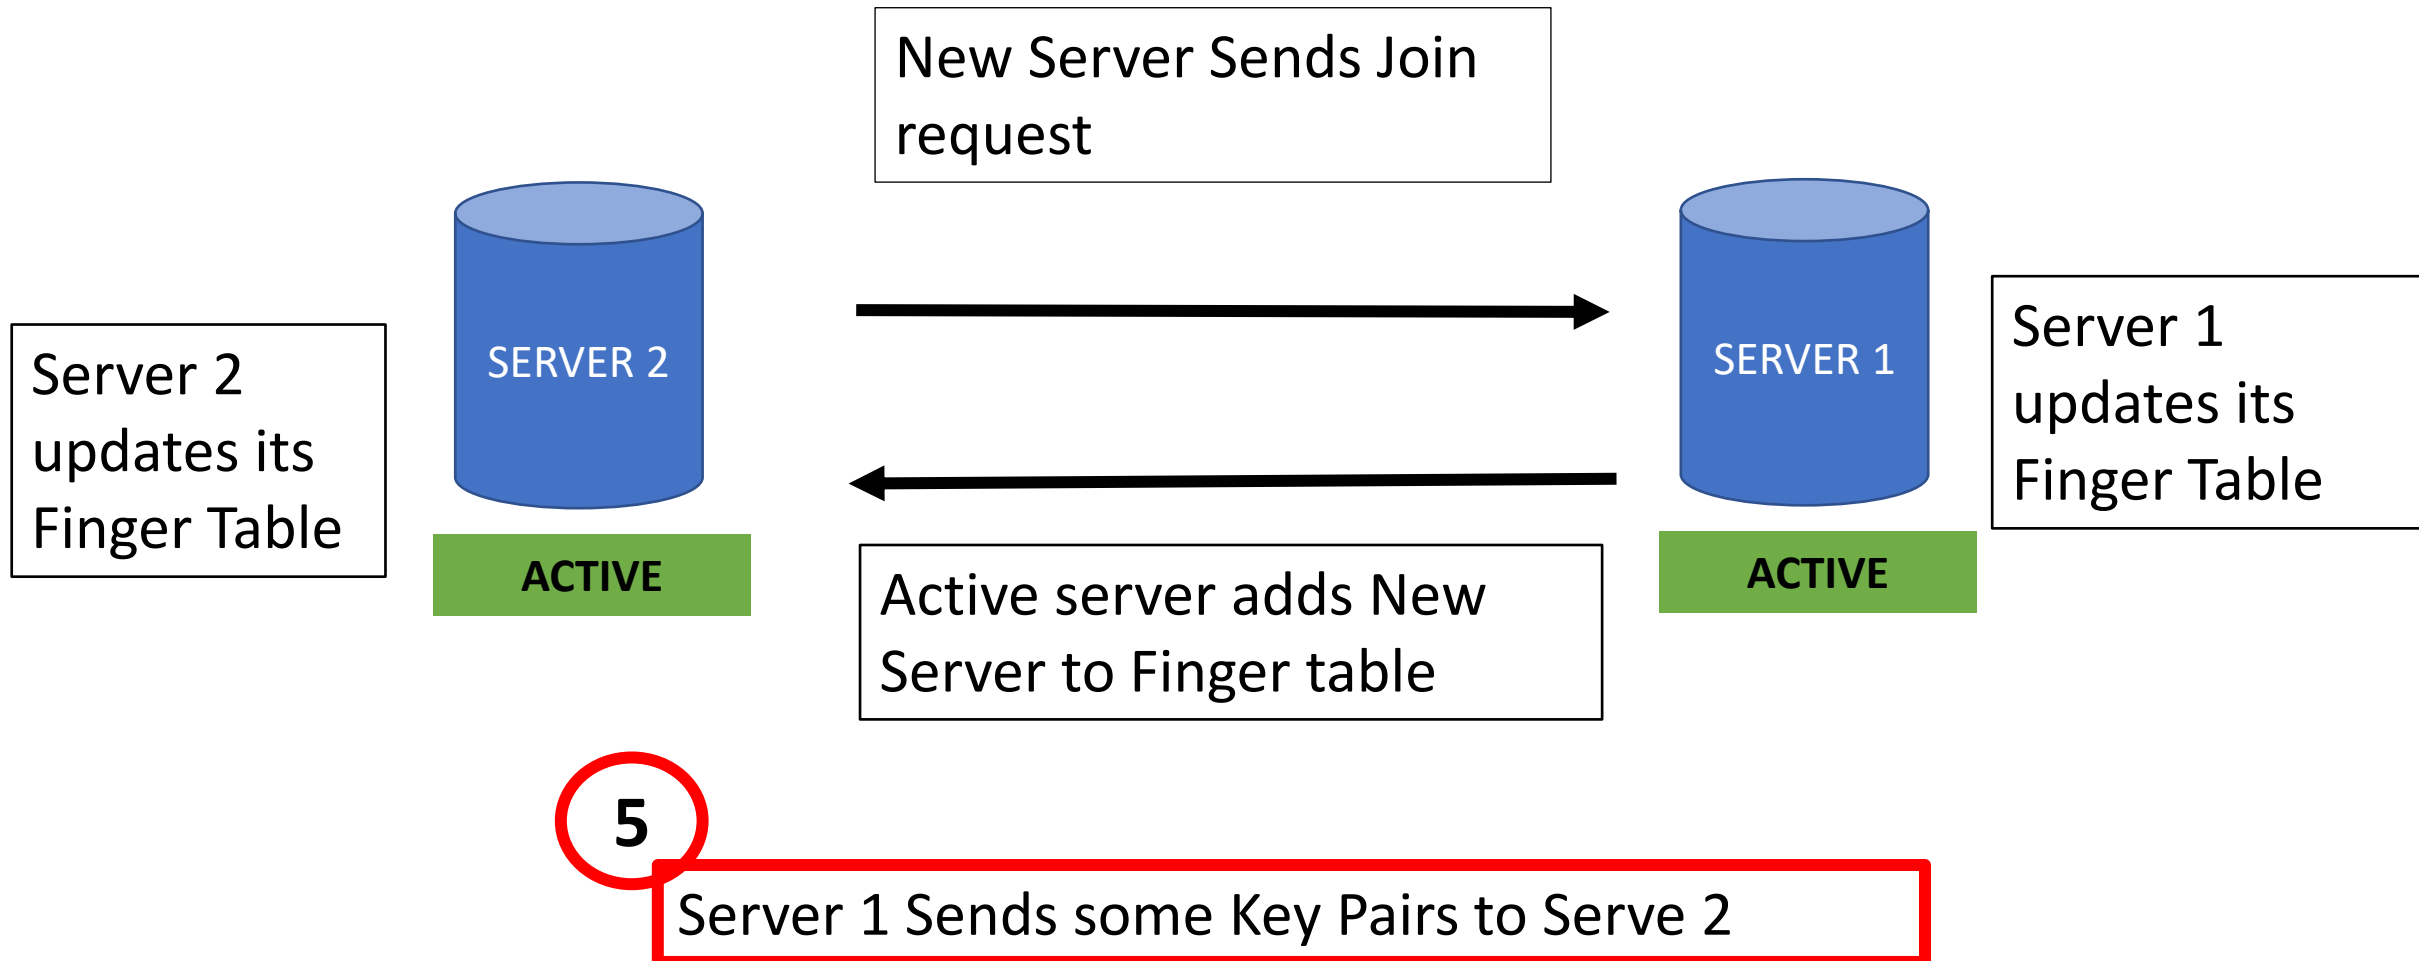 New Server Sends Join
request
SERVER 2
SERVER 1
Server 2
updates its
Finger Table
Server 1
updates its
Finger Table
ACTIVE
ACTIVE
Active server adds New
Server to Finger table
5
Server 1 Sends some Key Pairs to Serve 2